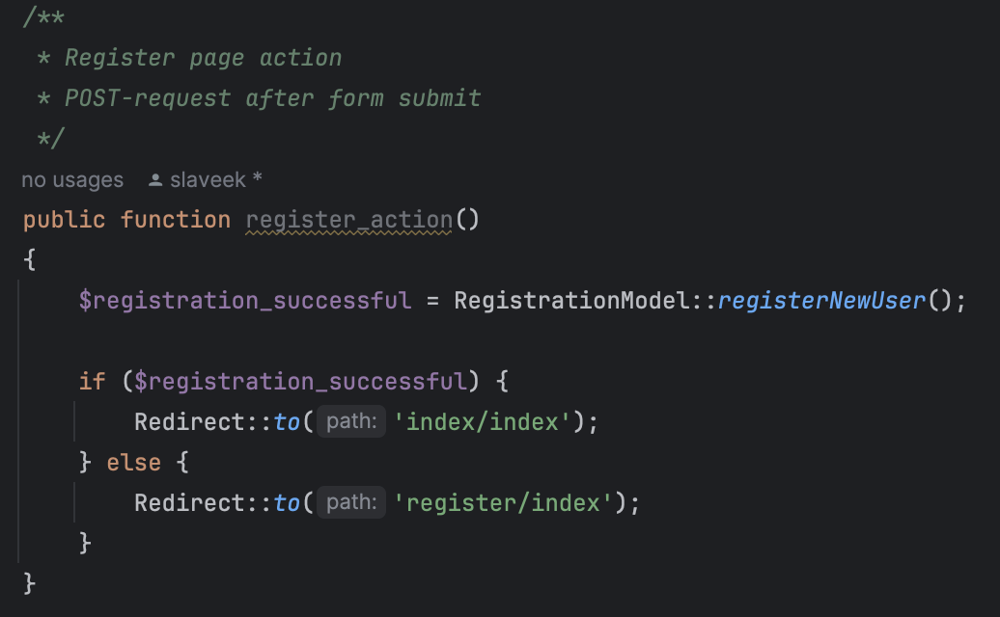 /**
 * Register page action
 * POST-request after form submit
 */
no usages slaveek *
public function register_action()
{
    $registration_successful = RegistrationModel::registerNewUser();

    if ($registration_successful) {
        Redirect::to( path: 'index/index');
    } else {
        Redirect::to( path: 'register/index');
    }
}